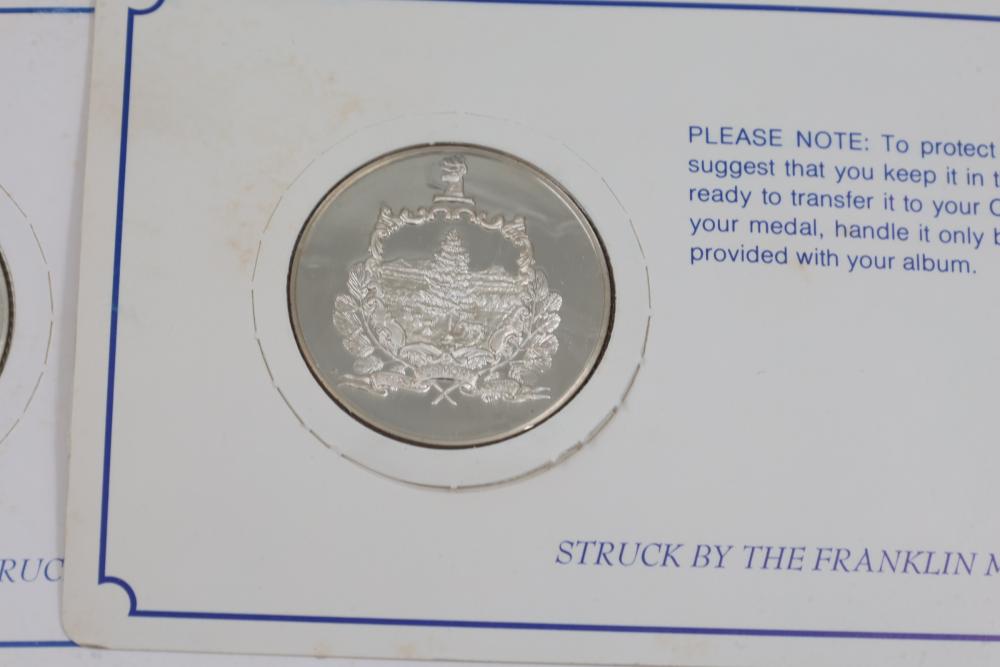 PLEASE NOTE: To protect
suggest that you keep it in t
ready to transfer it to your C
your medal, handle it only b
provided with your album.
STRUCK BY THE FRANKLIN M
RUC